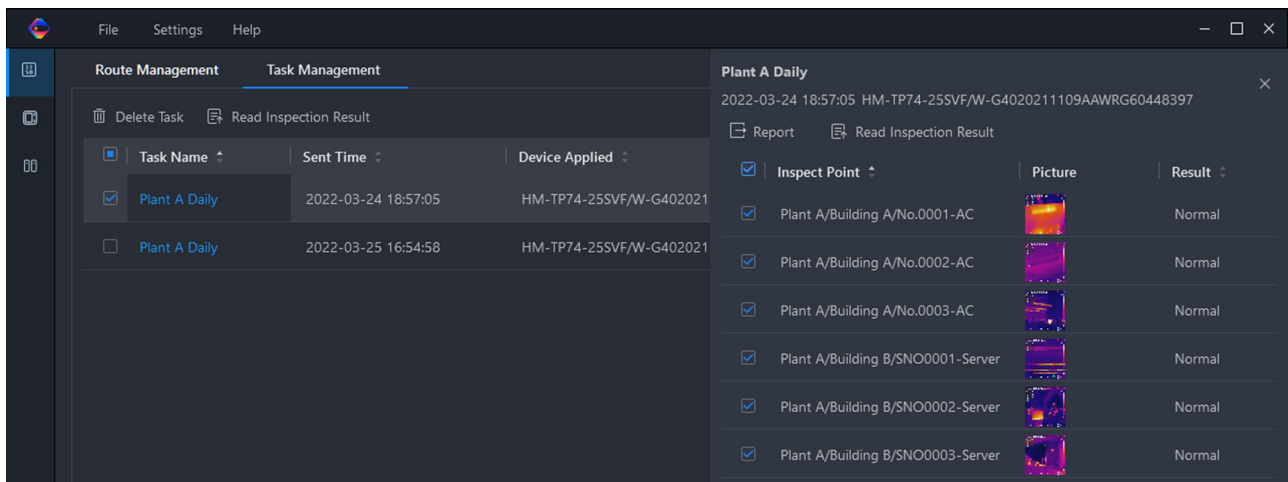 File Settings Help
Route Management Task Management
Delete Task Read Inspection Result
Task Name Sent Time Device Applied
Plant A Daily 2022-03-24 18:57:05 HM-TP74-25SVF/W-G402021
Plant A Daily 2022-03-25 16:54:58 HM-TP74-25SVF/W-G402021
Plant A Daily
2022-03-24 18:57:05 HM-TP74-25SVF/W-G4020211109AAWRG60448397
Report Read Inspection Result
Inspect Point Picture Result
Plant A/Building A/No.0001-AC Normal
Plant A/Building A/No.0002-AC Normal
Plant A/Building A/No.0003-AC Normal
Plant A/Building B/SNO0001-Server Normal
Plant A/Building B/SNO0002-Server Normal
Plant A/Building B/SNO0003-Server Normal